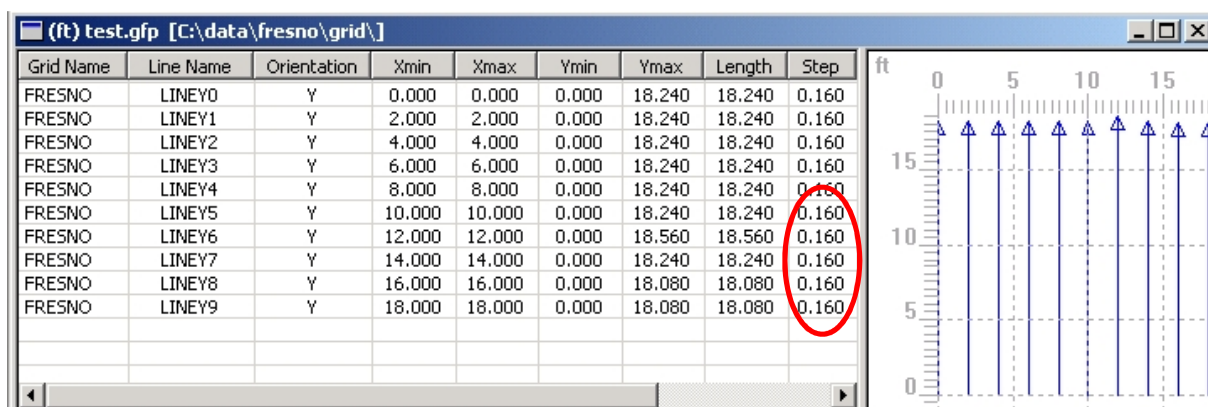 (ft) test.gfp [C:\data\fresno\grid\]
Grid Name Line Name Orientation Xmin Xmax Ymin Ymax Length Step
FRESNO LINEY0 Y 0.000 0.000 0.000 18.240 18.240 0.160
FRESNO LINEY1 Y 2.000 2.000 0.000 18.240 18.240 0.160
FRESNO LINEY2 Y 4.000 4.000 0.000 18.240 18.240 0.160
FRESNO LINEY3 Y 6.000 6.000 0.000 18.240 18.240 0.160
FRESNO LINEY4 Y 8.000 8.000 0.000 18.240 18.240 0.160
FRESNO LINEY5 Y 10.000 10.000 0.000 18.240 18.240 0.160
FRESNO LINEY6 Y 12.000 12.000 0.000 18.560 18.560 0.160
FRESNO LINEY7 Y 14.000 14.000 0.000 18.240 18.240 0.160
FRESNO LINEY8 Y 16.000 16.000 0.000 18.080 18.080 0.160
FRESNO LINEY9 Y 18.000 18.000 0.000 18.080 18.080 0.160
ft
0 5 10 15
15
10
5
0